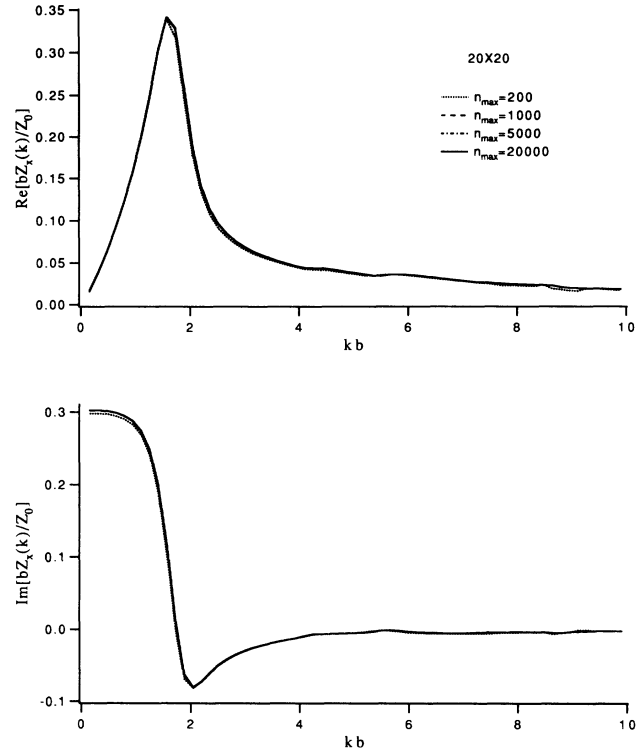 0.35
0.30
0.25
0.20
0.15
0.10
0.05
0.00
Re[bZx(k)/Z0]
20X20
nmax=200
nmax=1000
nmax=5000
nmax=20000
0 2 4 6 8 10
k b
0.3
0.2
0.1
0.0
-0.1
Im[bZx(k)/Z0]
0 2 4 6 8 10
k b